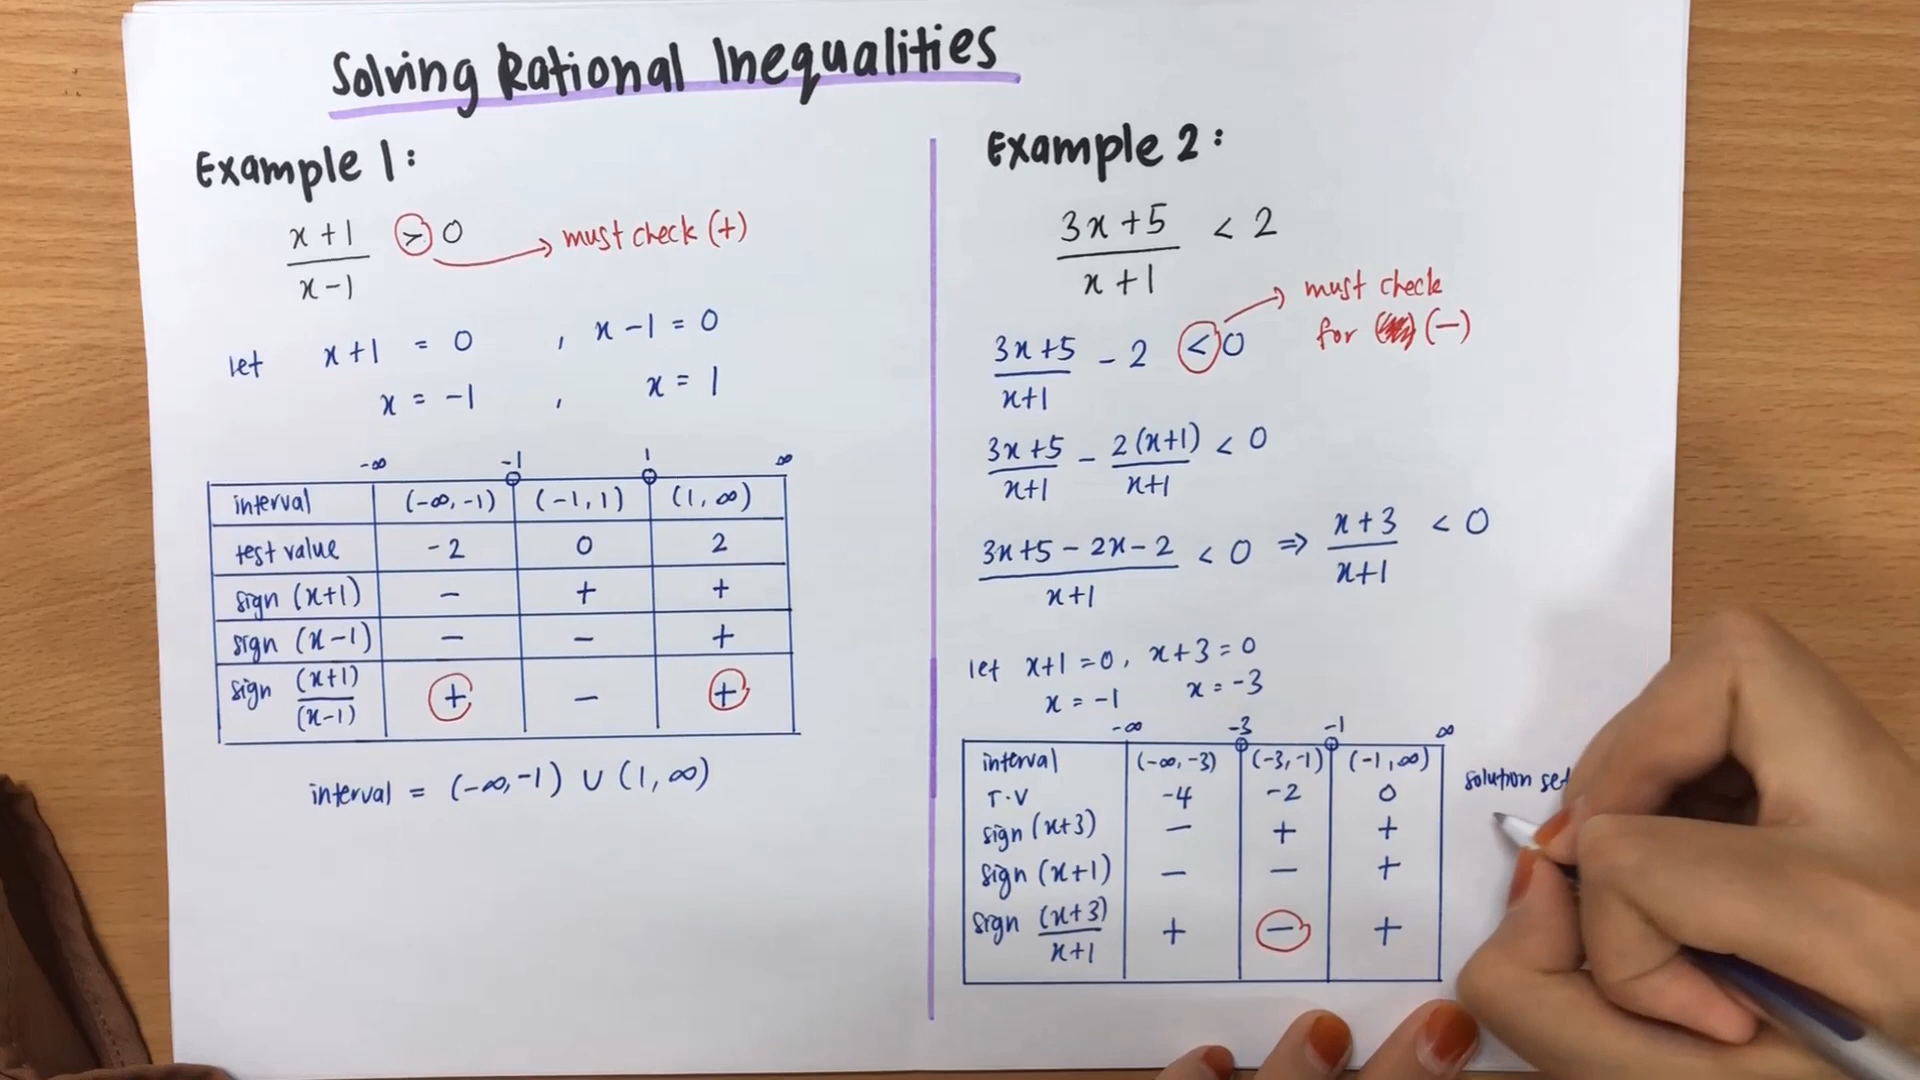 Solving Rational Inequalities
Example 1:
x+1 / x-1 > 0 → must check (+)
let x+1 = 0 , x-1 = 0
x = -1 , x = 1
-∞ -1 1 ∞
interval (-∞,-1) (-1,1) (1,∞)
test value -2 0 2
sign (x+1) - + +
sign (x-1) - - +
sign (x+1)/(x-1) + - +
interval = (-∞,-1) ∪ (1,∞)
Example 2:
3x+5 / x+1 < 2
must check
for (-)
3x+5 / x+1 - 2 < 0
3x+5 / x+1 - 2(x+1) / x+1 < 0
3x+5-2x-2 / x+1 < 0 ⇒ x+3 / x+1 < 0
let x+1=0, x+3=0
x=-1 x=-3
-∞ -3 -1 ∞
interval (-∞,-3) (-3,-1) (-1,∞)
T.V -4 -2 0
sign (x+3) - + +
sign (x+1) - - +
sign (x+3)/x+1 + - +
solution set